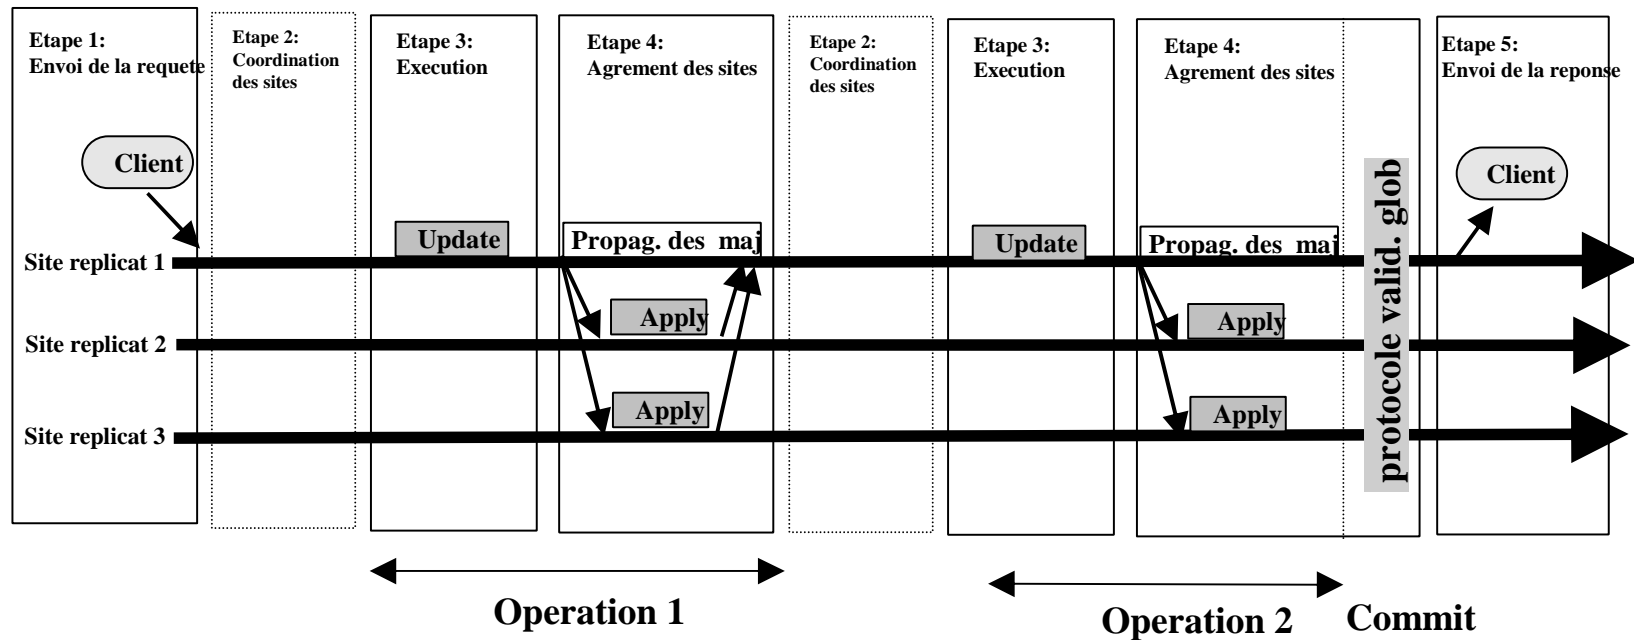 Etape 1:
Envoi de la requete
Etape 2:
Coordination
des sites
Etape 3:
Execution
Etape 4:
Agrement des sites
Etape 2:
Coordination
des sites
Etape 3:
Execution
Etape 4:
Agrement des sites
Etape 5:
Envoi de la reponse
Client
Client
Update
Propag. des maj
Update
Propag. des maj
Site replicat 1
Apply
Apply
Site replicat 2
Apply
Apply
Site replicat 3
protocole valid. glob
Operation 1
Operation 2
Commit